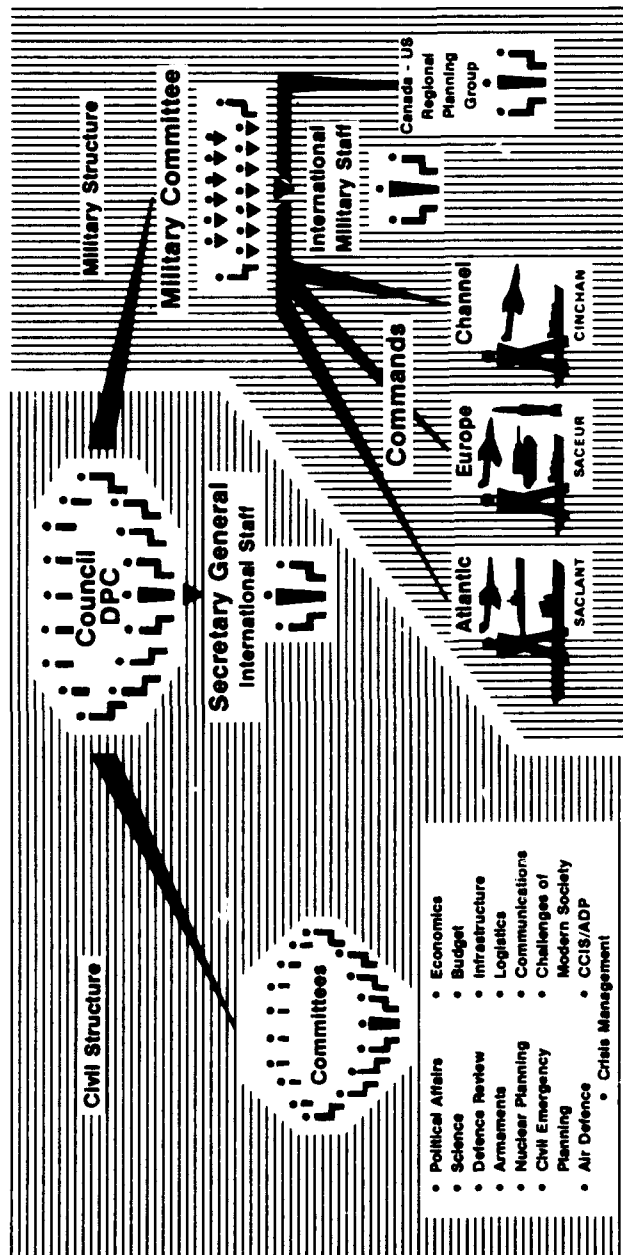 Civil Structure
Military Structure
Council
DPC
Secretary General
International Staff
Committees
Military Committee
International
Military Staff
Canada - US
Regional
Planning
Group
Commands
Atlantic
SACLANT
Europe
SACEUR
Channel
CINCHAN
• Political Affairs
• Science
• Defence Review
• Armaments
• Nuclear Planning
• Civil Emergency
Planning
• Air Defence
• Economics
• Budget
• Infrastructure
• Logistics
• Communications
• Challenges of
Modern Society
• CCIS/ADP
• Crisis Management